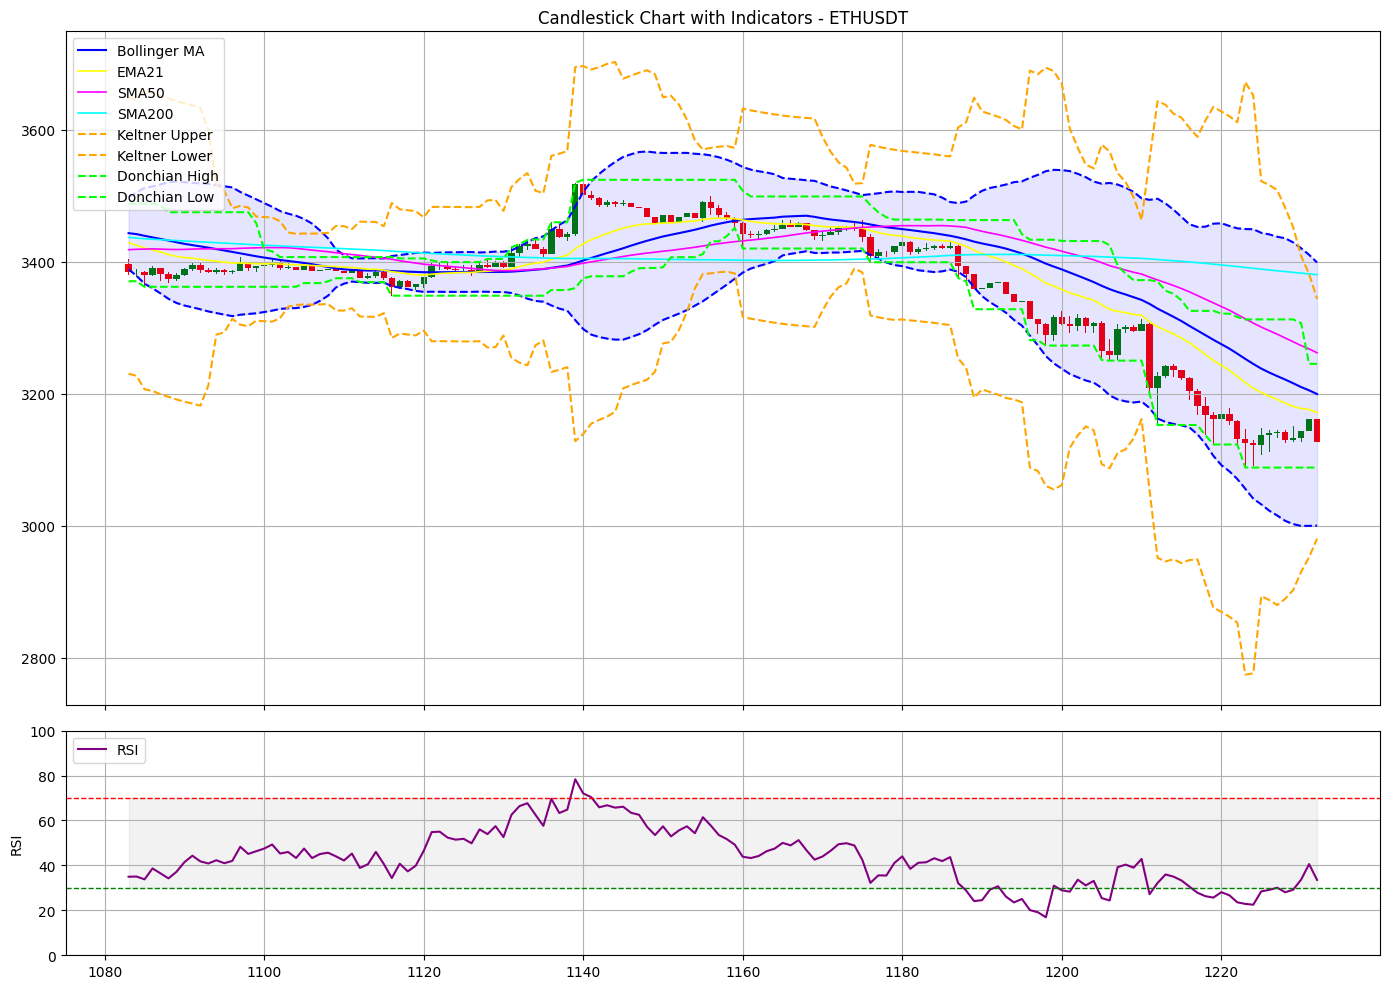 Candlestick Chart with Indicators - ETHUSDT
Bollinger MA
EMA21
SMA50
SMA200
Keltner Upper
Keltner Lower
Donchian High
Donchian Low
3600
3400
3200
3000
2800
RSI
100
80
60
40
20
0
RSI
1080
1100
1120
1140
1160
1180
1200
1220